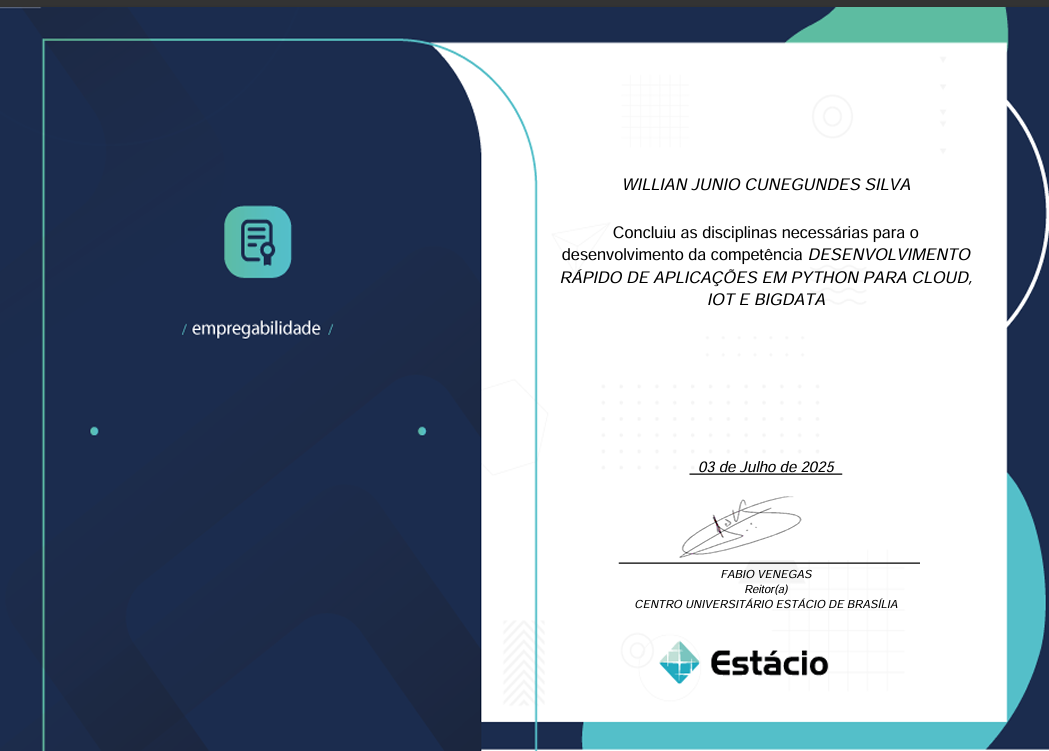 / empregabilidade /
WILLIAN JUNIO CUNEGUNDES SILVA
Concluiu as disciplinas necessárias para o
desenvolvimento da competência DESENVOLVIMENTO
RÁPIDO DE APLICAÇÕES EM PYTHON PARA CLOUD,
IOT E BIGDATA
03 de Julho de 2025
FABIO VENEGAS
Reitor(a)
CENTRO UNIVERSITÁRIO ESTÁCIO DE BRASÍLIA
Estácio